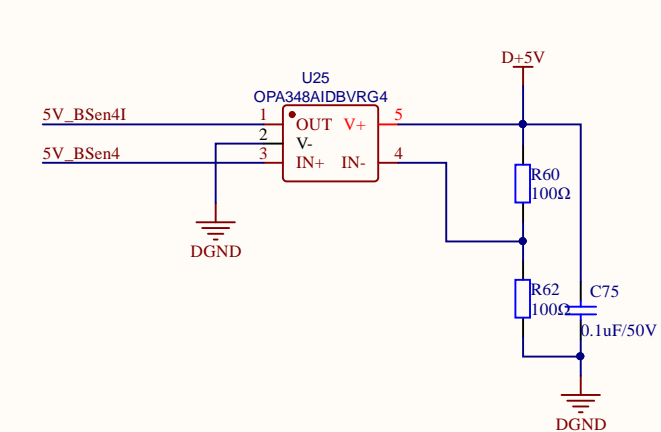 D+5V
U25
OPA348AIDBVRG4
5V_BSen4I
1
OUT
V+
5
2
V-
5V_BSen4
3
IN+
IN-
4
R60
100Ω
DGND
R62
100Ω
C75
0.1uF/50V
DGND